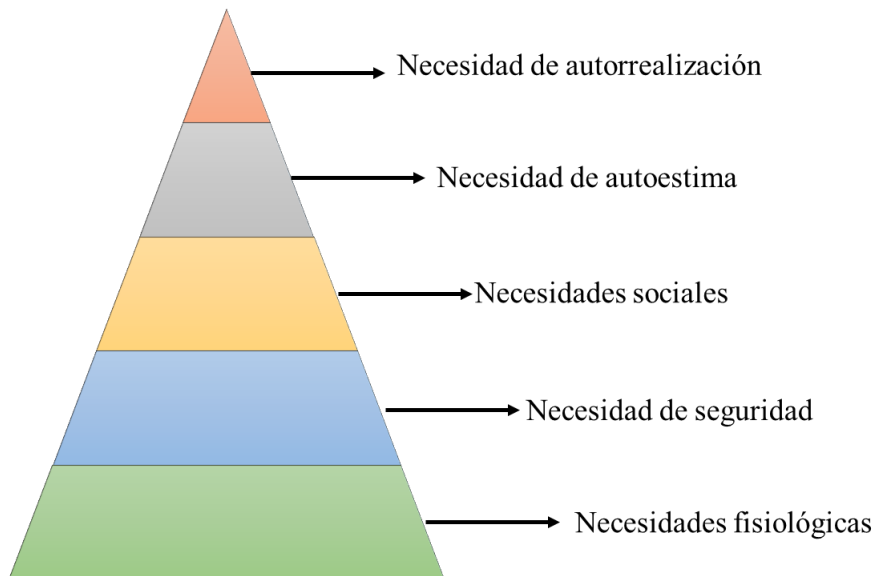 Necesidad de autorrealización
Necesidad de autoestima
Necesidades sociales
Necesidad de seguridad
Necesidades fisiológicas